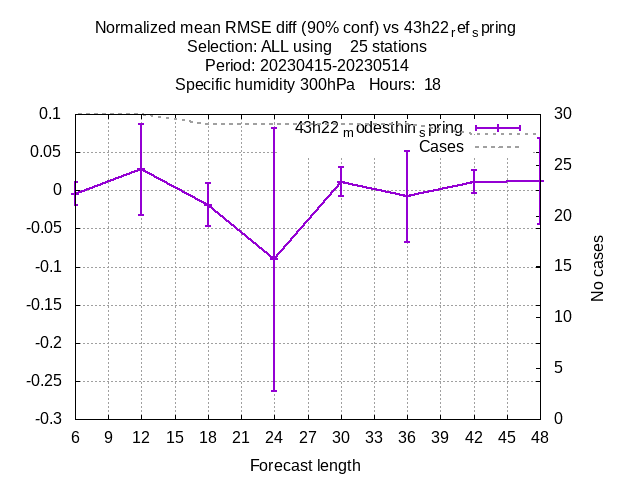 Normalized mean RMSE diff (90% conf) vs 43h22refspring
Selection: ALL using 25 stations
Period: 20230415-20230514
Specific humidity 300hPa Hours: 18
43h22modesthinspring
Cases
0.1
0.05
0
-0.05
-0.1
-0.15
-0.2
-0.25
-0.3
30
25
20
15
10
5
0
No cases
6 9 12 15 18 21 24 27 30 33 36 39 42 45 48
Forecast length